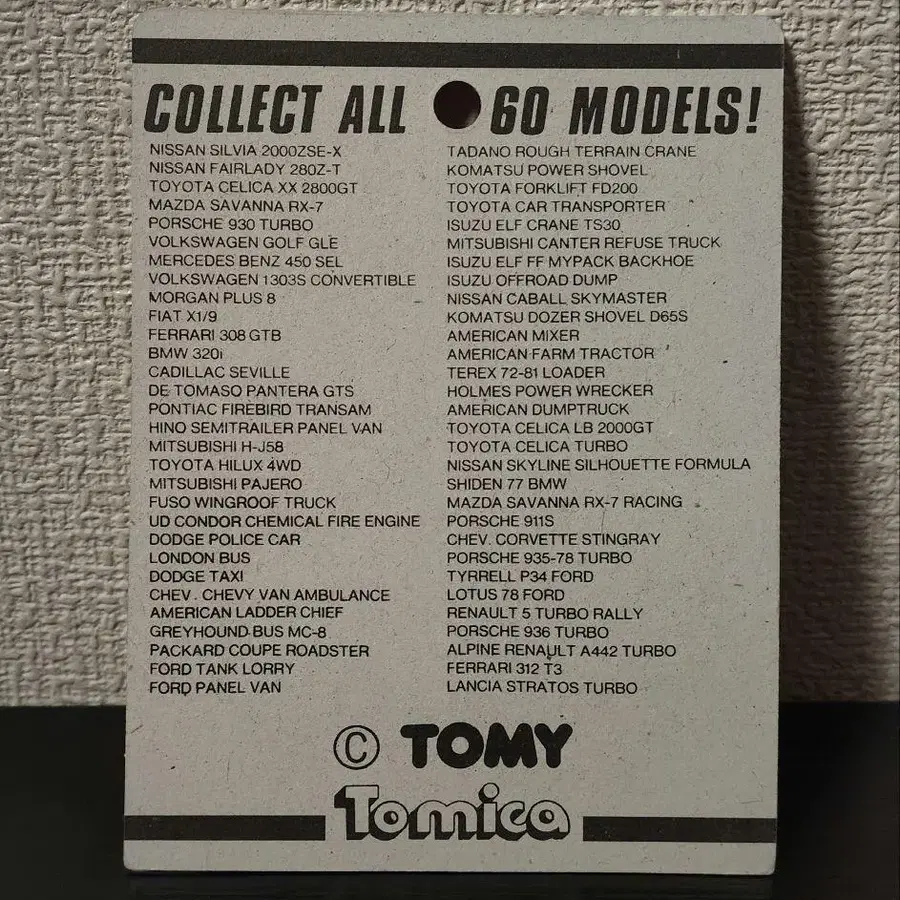 COLLECT ALL 60 MODELS!
NISSAN SILVIA 2000ZSE-X
NISSAN FAIRLADY 280Z-T
TOYOTA CELICA XX 2800GT
MAZDA SAVANNA RX-7
PORSCHE 930 TURBO
VOLKSWAGEN GOLF GLE
MERCEDES BENZ 450 SEL
VOLKSWAGEN 1303S CONVERTIBLE
MORGAN PLUS 8
FIAT X1/9
FERRARI 308 GTB
BMW 320i
CADILLAC SEVILLE
DE TOMASO PANTERA GTS
PONTIAC FIREBIRD TRANSAM
HINO SEMITRAILER PANEL VAN
MITSUBISHI H-J58
TOYOTA HILUX 4WD
MITSUBISHI PAJERO
FUSO WINGROOF TRUCK
UD CONDOR CHEMICAL FIRE ENGINE
DODGE POLICE CAR
LONDON BUS
DODGE TAXI
CHEV. CHEVY VAN AMBULANCE
AMERICAN LADDER CHIEF
GREYHOUND BUS MC-8
PACKARD COUPE ROADSTER
FORD TANK LORRY
FORD PANEL VAN
TADANO ROUGH TERRAIN CRANE
KOMATSU POWER SHOVEL
TOYOTA FORKLIFT FD200
TOYOTA CAR TRANSPORTER
ISUZU ELF CRANE TS30
MITSUBISHI CANTER REFUSE TRUCK
ISUZU ELF FF MYPACK BACKHOE
ISUZU OFFROAD DUMP
NISSAN CABALL SKYMASTER
KOMATSU DOZER SHOVEL D65S
AMERICAN MIXER
AMERICAN FARM TRACTOR
TEREX 72-81 LOADER
HOLMES POWER WRECKER
AMERICAN DUMPTRUCK
TOYOTA CELICA LB 2000GT
TOYOTA CELICA TURBO
NISSAN SKYLINE SILHOUETTE FORMULA
SHIDEN 77 BMW
MAZDA SAVANNA RX-7 RACING
PORSCHE 911S
CHEV. CORVETTE STINGRAY
PORSCHE 935-78 TURBO
TYRRELL P34 FORD
LOTUS 78 FORD
RENAULT 5 TURBO RALLY
PORSCHE 936 TURBO
ALPINE RENAULT A442 TURBO
FERRARI 312 T3
LANCIA STRATOS TURBO
© TOMY
Tomica